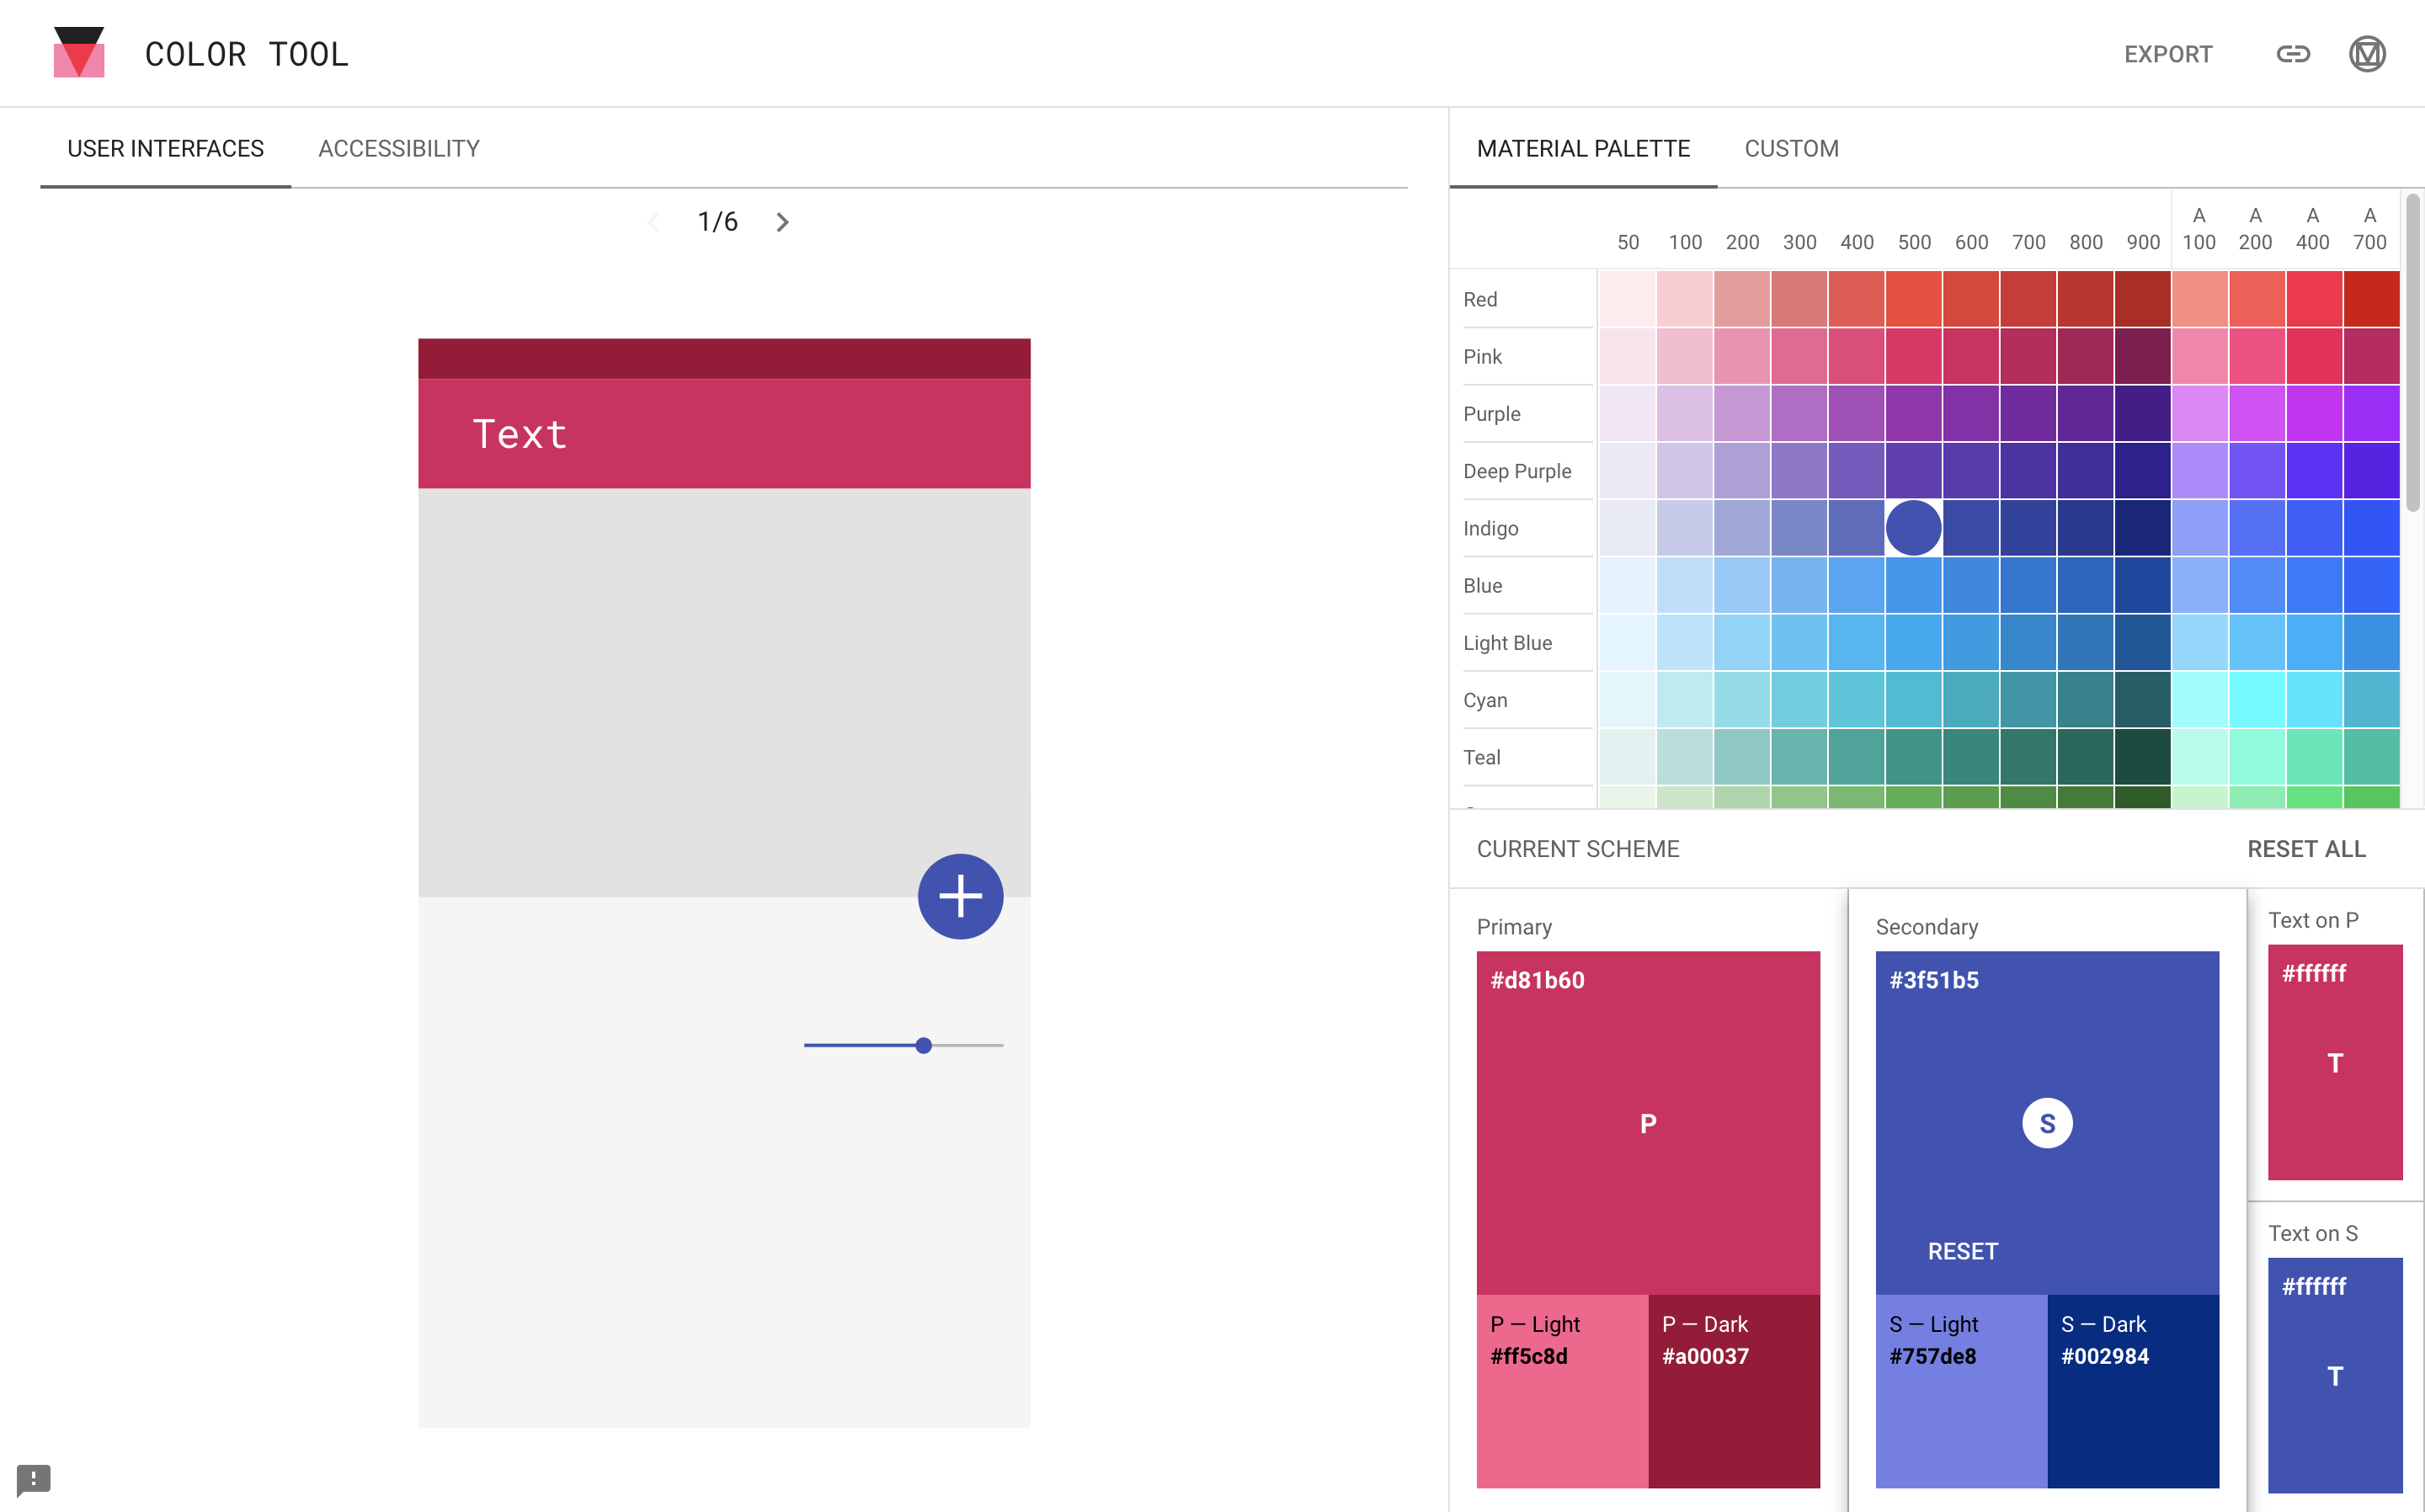 COLOR TOOL
EXPORT
USER INTERFACES ACCESSIBILITY
1/6
Text
MATERIAL PALETTE CUSTOM
A A A A
50 100 200 300 400 500 600 700 800 900 100 200 400 700
Red
Pink
Purple
Deep Purple
Indigo
Blue
Light Blue
Cyan
Teal
CURRENT SCHEME RESET ALL
Primary
#d81b60
P
P — Light
#ff5c8d
P — Dark
#a00037
Secondary
#3f51b5
S
RESET
S — Light
#757de8
S — Dark
#002984
Text on P
#ffffff
T
Text on S
#ffffff
T